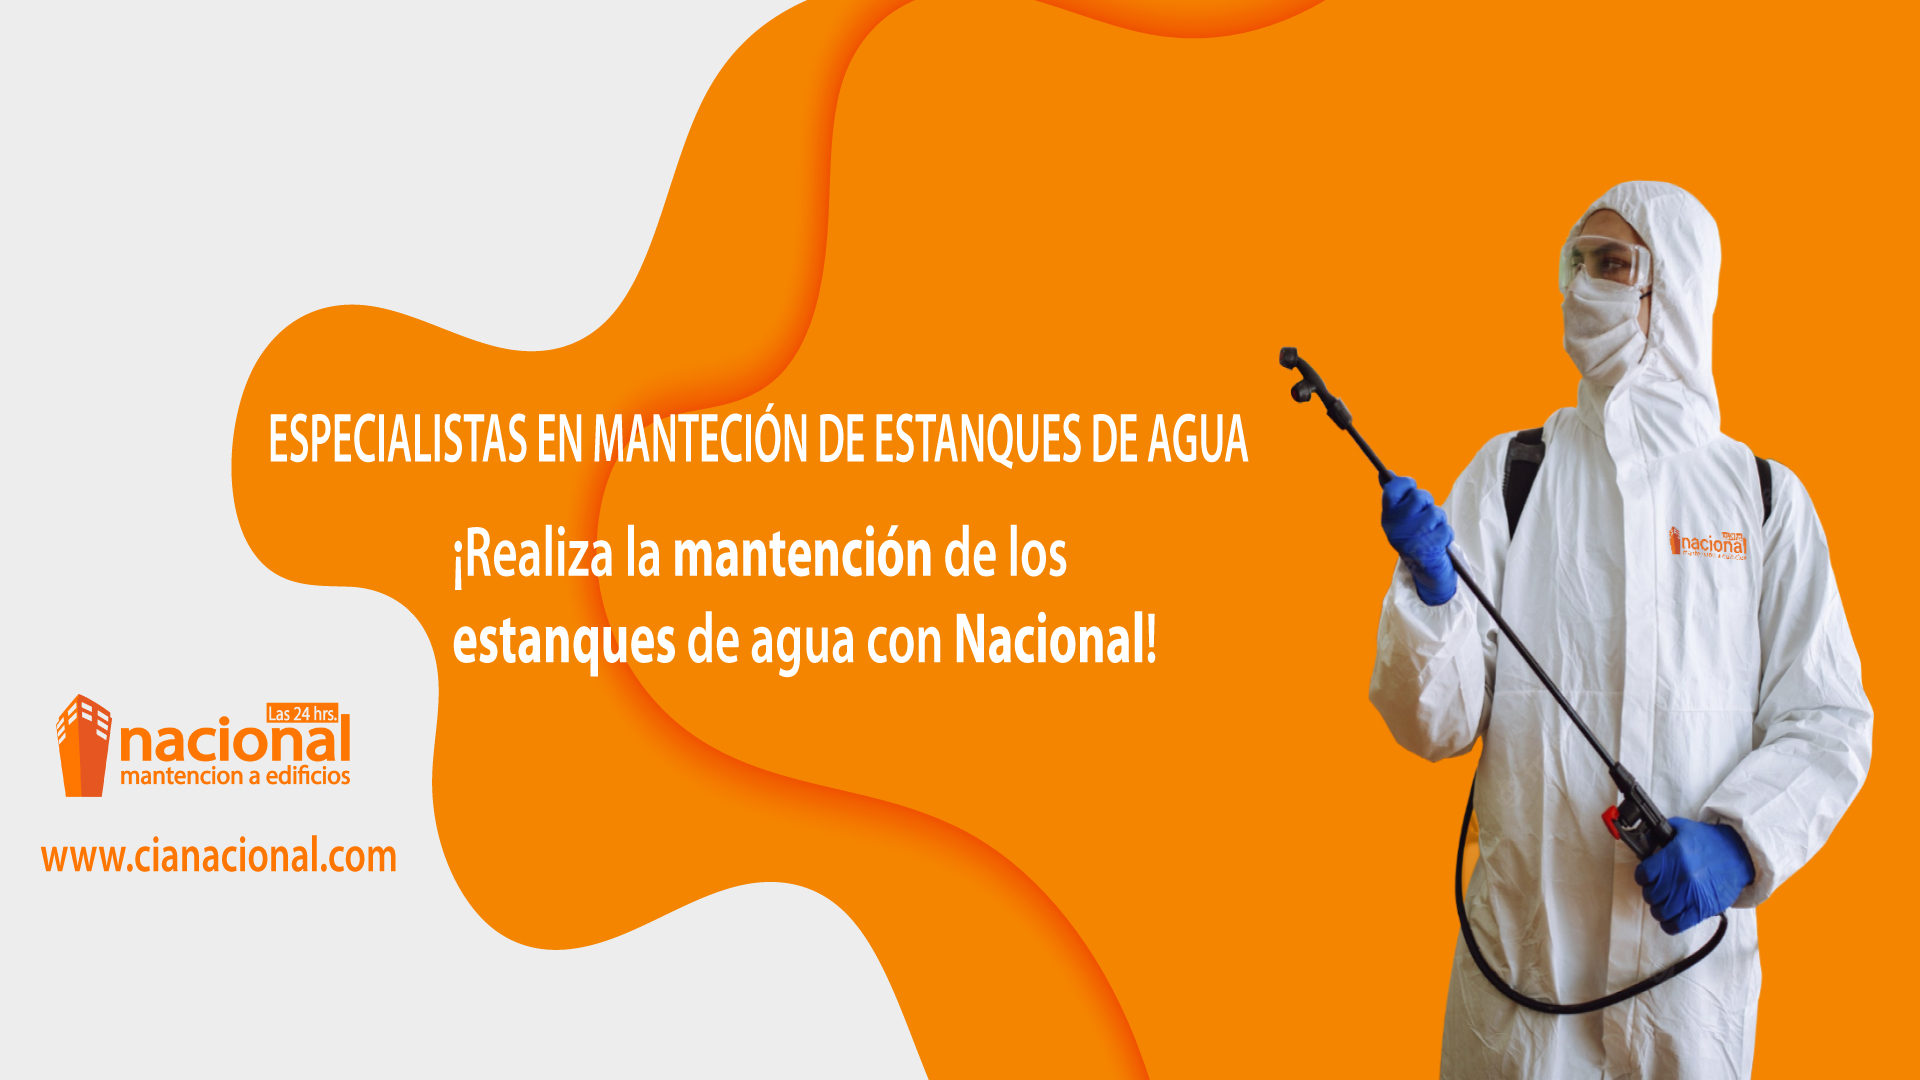 ESPECIALISTAS EN MANTECIÓN DE ESTANQUES DE AGUA
¡Realiza la mantención de los
estanques de agua con Nacional!
Las 24 hrs.
nacional
mantencion a edificios
www.cianacional.com
nacional